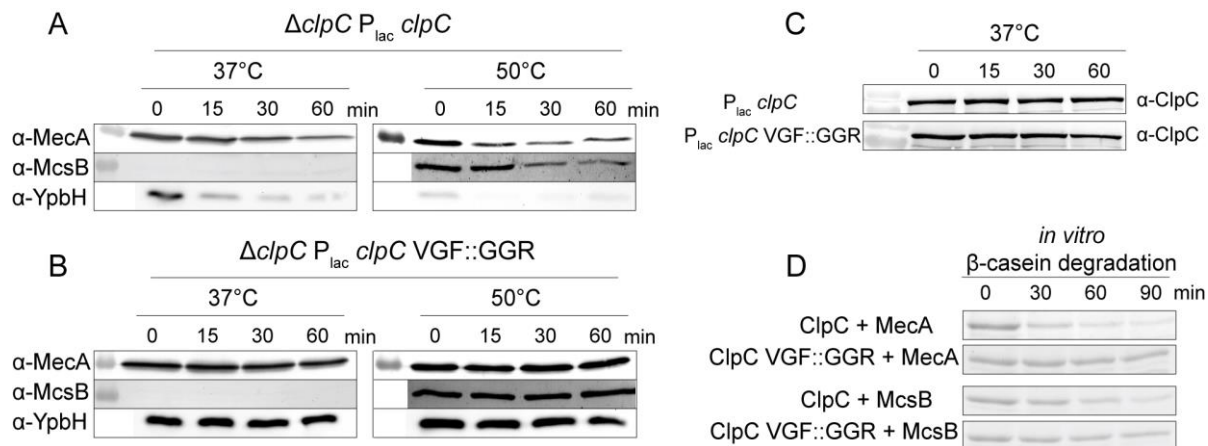 A
ΔclpC Plac clpC
37°C 50°C
0 15 30 60 min 0 15 30 60
α-MecA
α-McsB
α-YpbH
B
ΔclpC Plac clpC VGF::GGR
37°C 50°C
0 15 30 60 min 0 15 30 60
α-MecA
α-McsB
α-YpbH
C
37°C
0 15 30 60 min
Plac clpC α-ClpC
Plac clpC VGF::GGR α-ClpC
D
in vitro
β-casein degradation
0 30 60 90 min
ClpC + MecA
ClpC VGF::GGR + MecA
ClpC + McsB
ClpC VGF::GGR + McsB